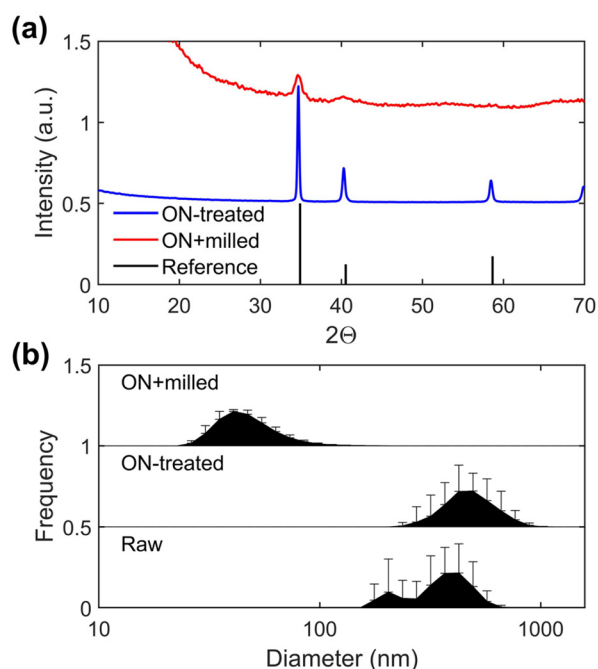 (a)
Intensity (a.u.)
1.5
1
0.5
0
ON-treated
ON+milled
Reference
10 20 30 40 50 60 70
2Θ
(b)
Frequency
1.5
1
0.5
0
ON+milled
ON-treated
Raw
10 100 1000
Diameter (nm)